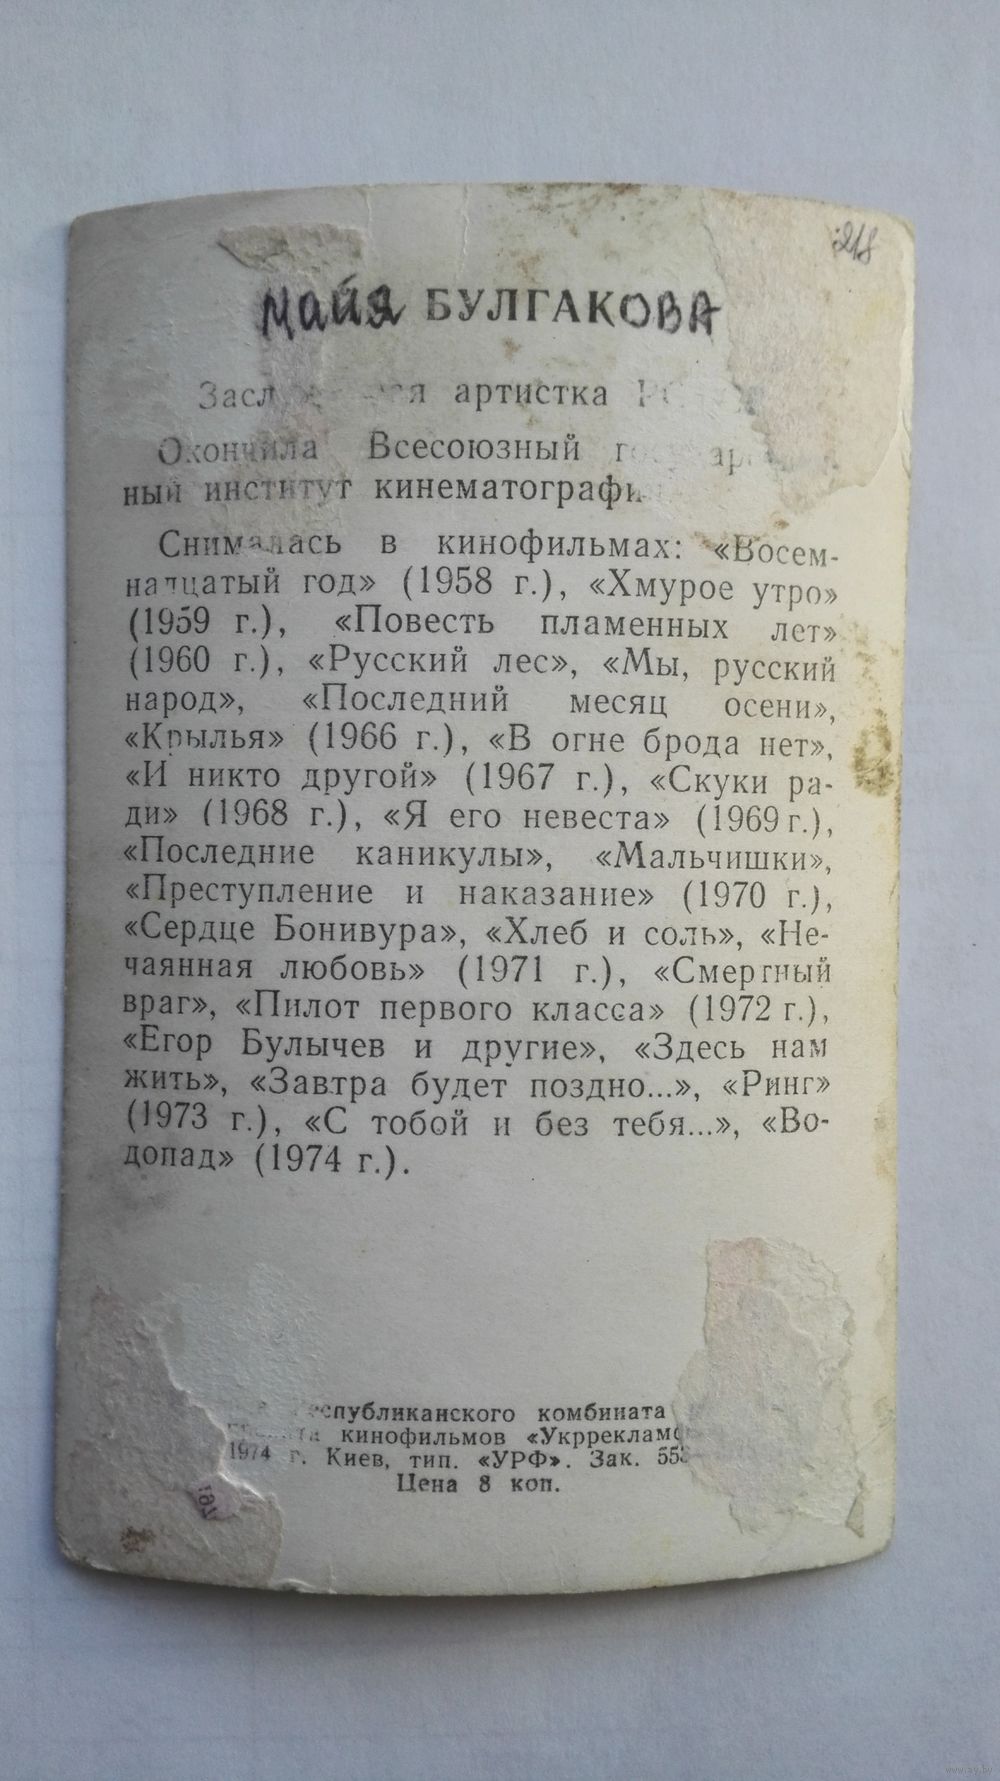 218
Майя БУЛГАКОВА
артистка
Окончила Всесоюзный
ный институт
Снималась в кинофильмах: «Восем-
надцатый год» (1958 г.), «Хмурое утро»
(1959 г.), «Повесть пламенных лет»
(1960 г.), «Русский лес», «Мы, русский
народ», «Последний месяц осени»,
«Крылья» (1966 г.), «В огне брода нет»,
«И никто другой» (1967 г.), «Скуки ра-
ди» (1968 г.), «Я его невеста» (1969 г.),
«Последние каникулы», «Мальчишки»,
«Преступление и наказание» (1970 г.),
«Сердце Бонивура», «Хлеб и соль», «Не-
чаянная любовь» (1971 г.), «Смертный
враг», «Пилот первого класса» (1972 г.),
«Егор Булычев и другие», «Здесь нам
жить», «Завтра будет поздно...», «Ринг»
(1973 г.), «С тобой и без тебя...», «Во-
допад» (1974 г.).
комбината
кинофильмов
1974 г. Киев, тип. «УРФ». Зак.
Цена 8 коп.
www.ay.by